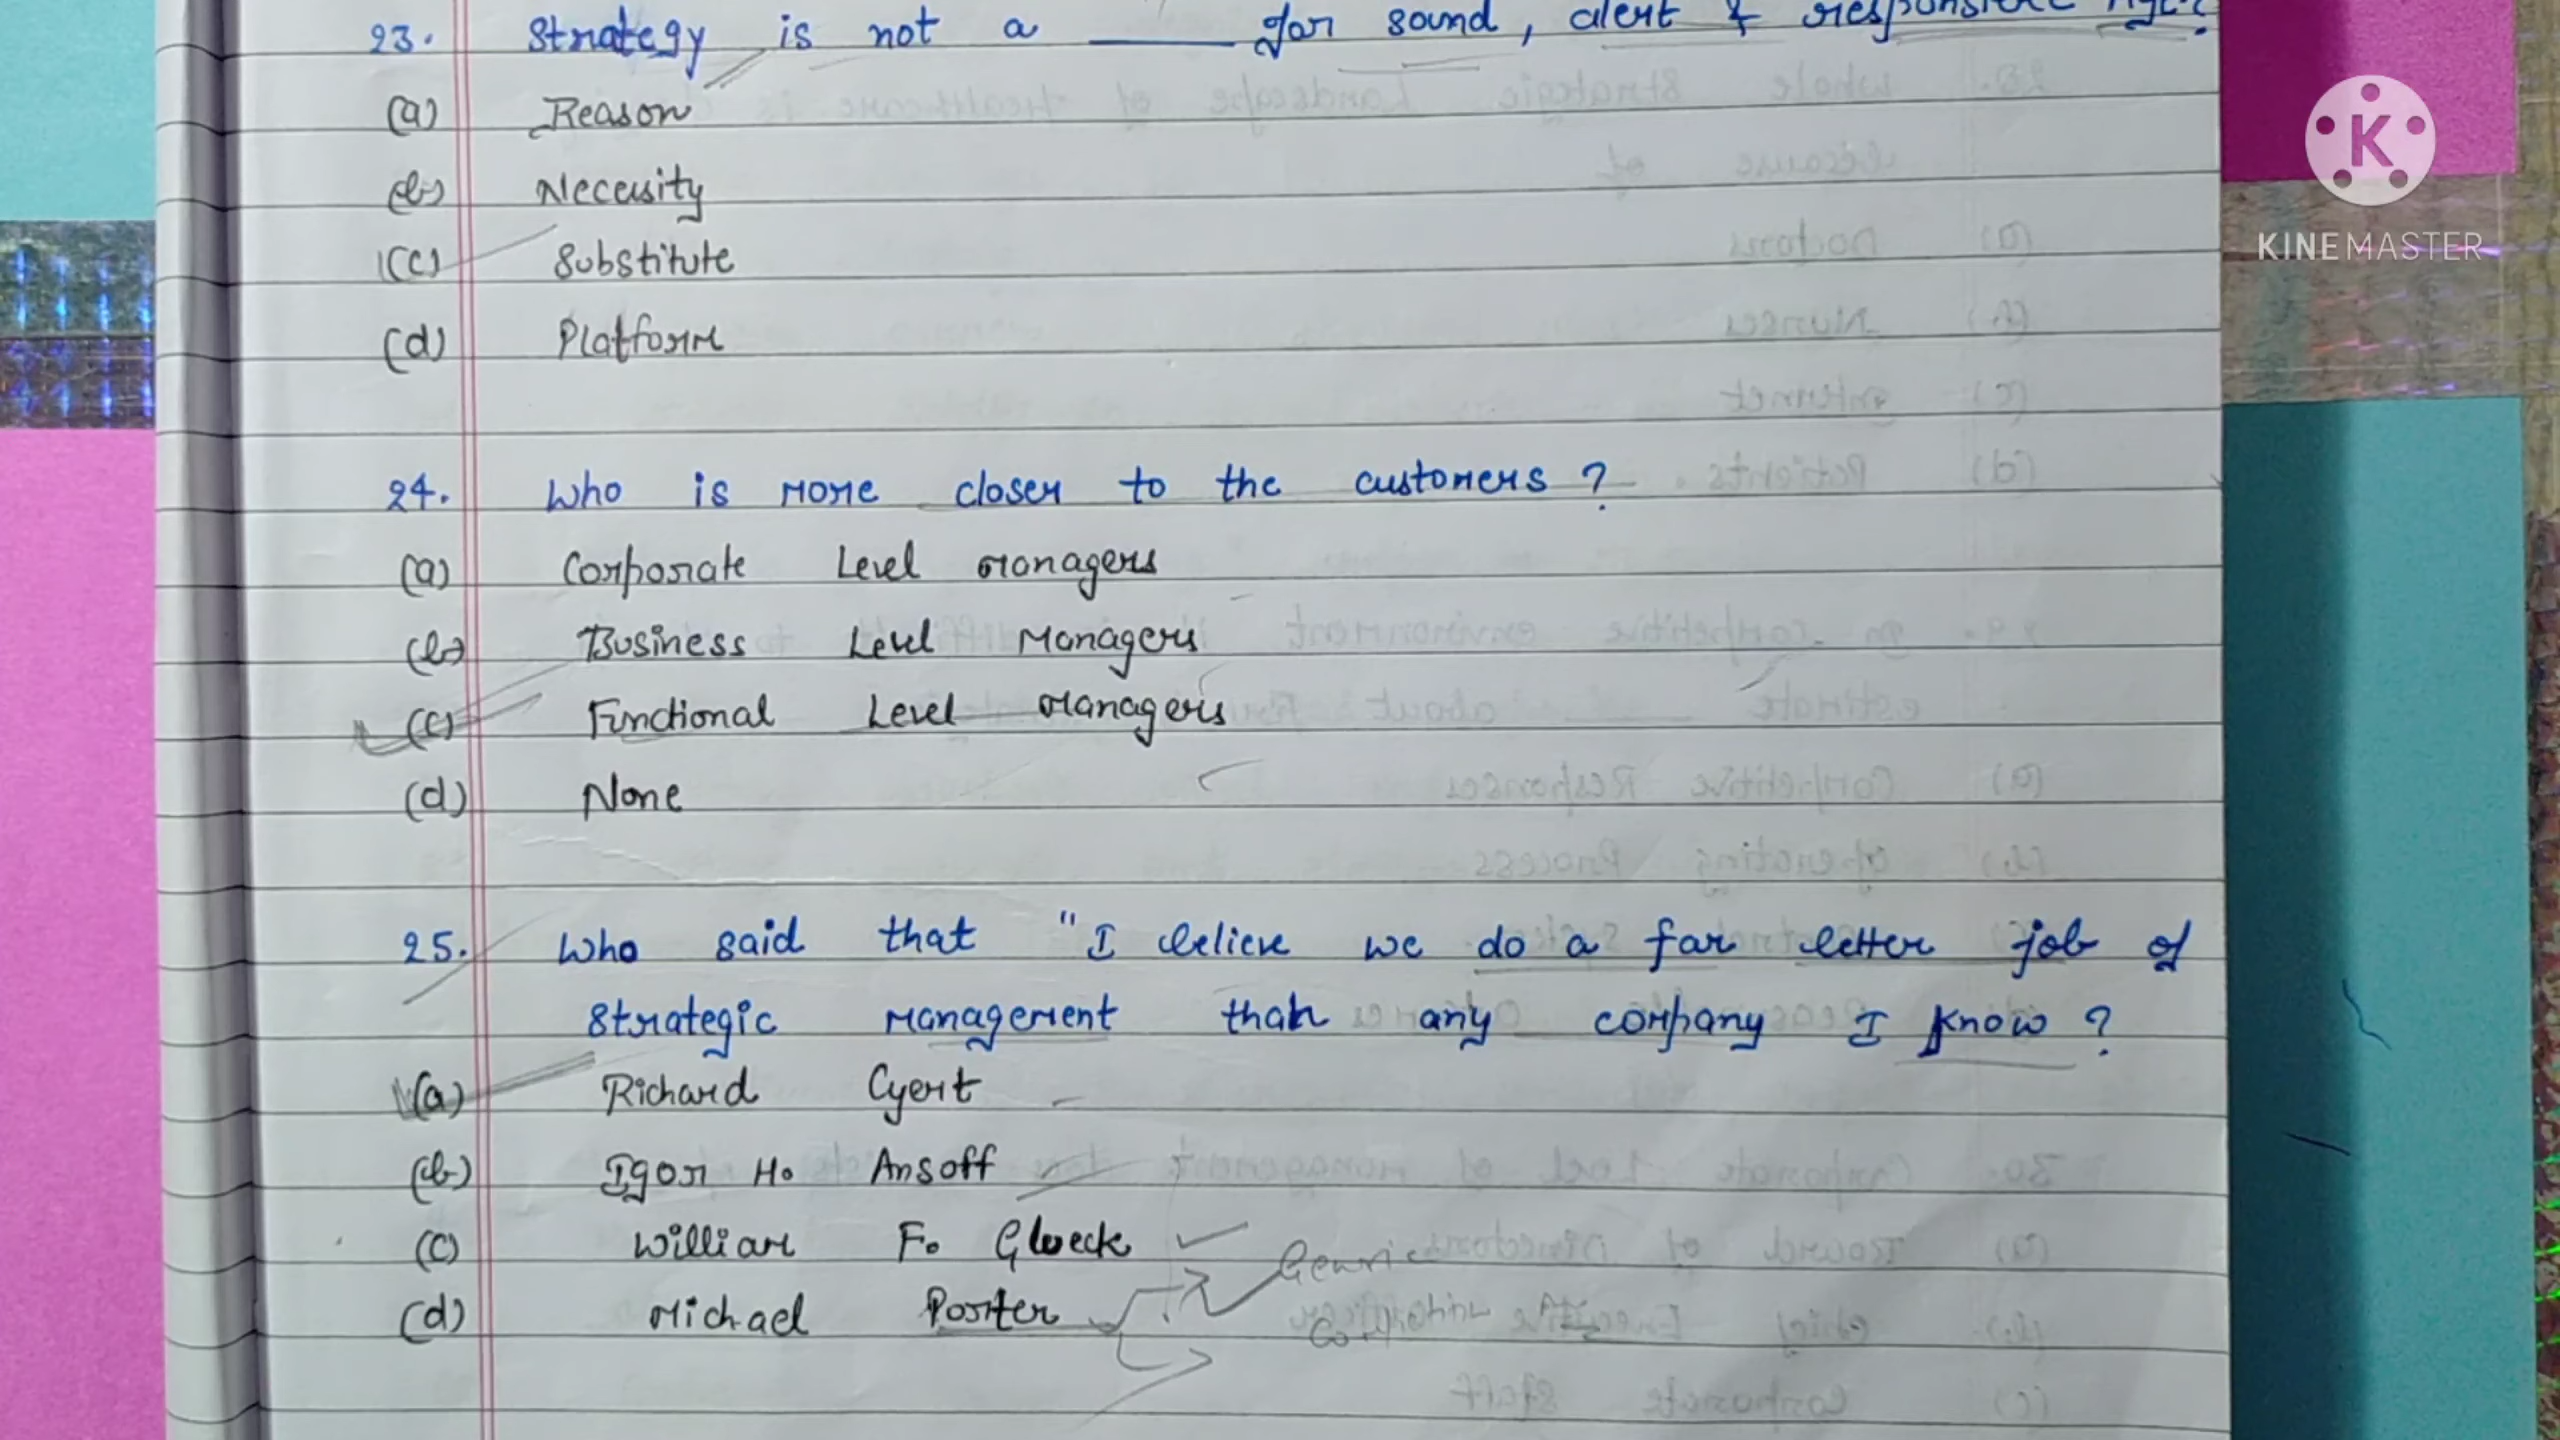 23. Strategy is not a ______ for sound, alert & responsible
(a) Reason
(b) Necessity
(c) Substitute
(d) Platform
24. Who is more closer to the customers ?
(a) Corporate Level Managers
(b) Business Level Managers
(c) Functional Level Managers
(d) None
25. Who said that "I believe we do a far better job of
strategic management than any company I know ?
(a) Richard Cyert
(b) Igor H. Ansoff
(c) William F. Glueck
(d) Michael Porter
K
KINEMASTER